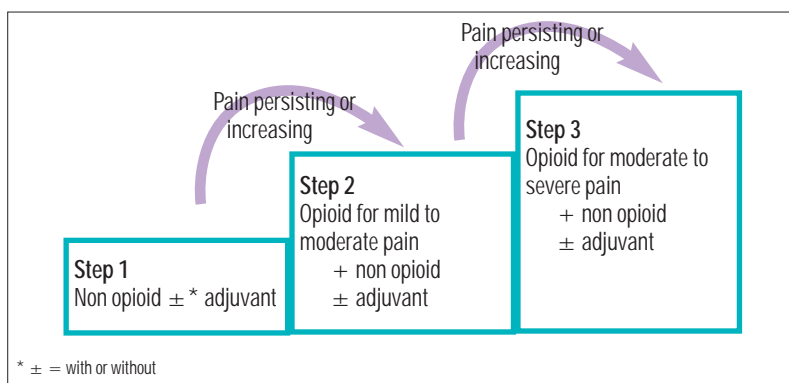 Pain persisting or
increasing
Pain persisting or
increasing
Step 1
Non opioid ±* adjuvant
Step 2
Opioid for mild to
moderate pain
+ non opioid
± adjuvant
Step 3
Opioid for moderate to
severe pain
+ non opioid
± adjuvant
* ± = with or without